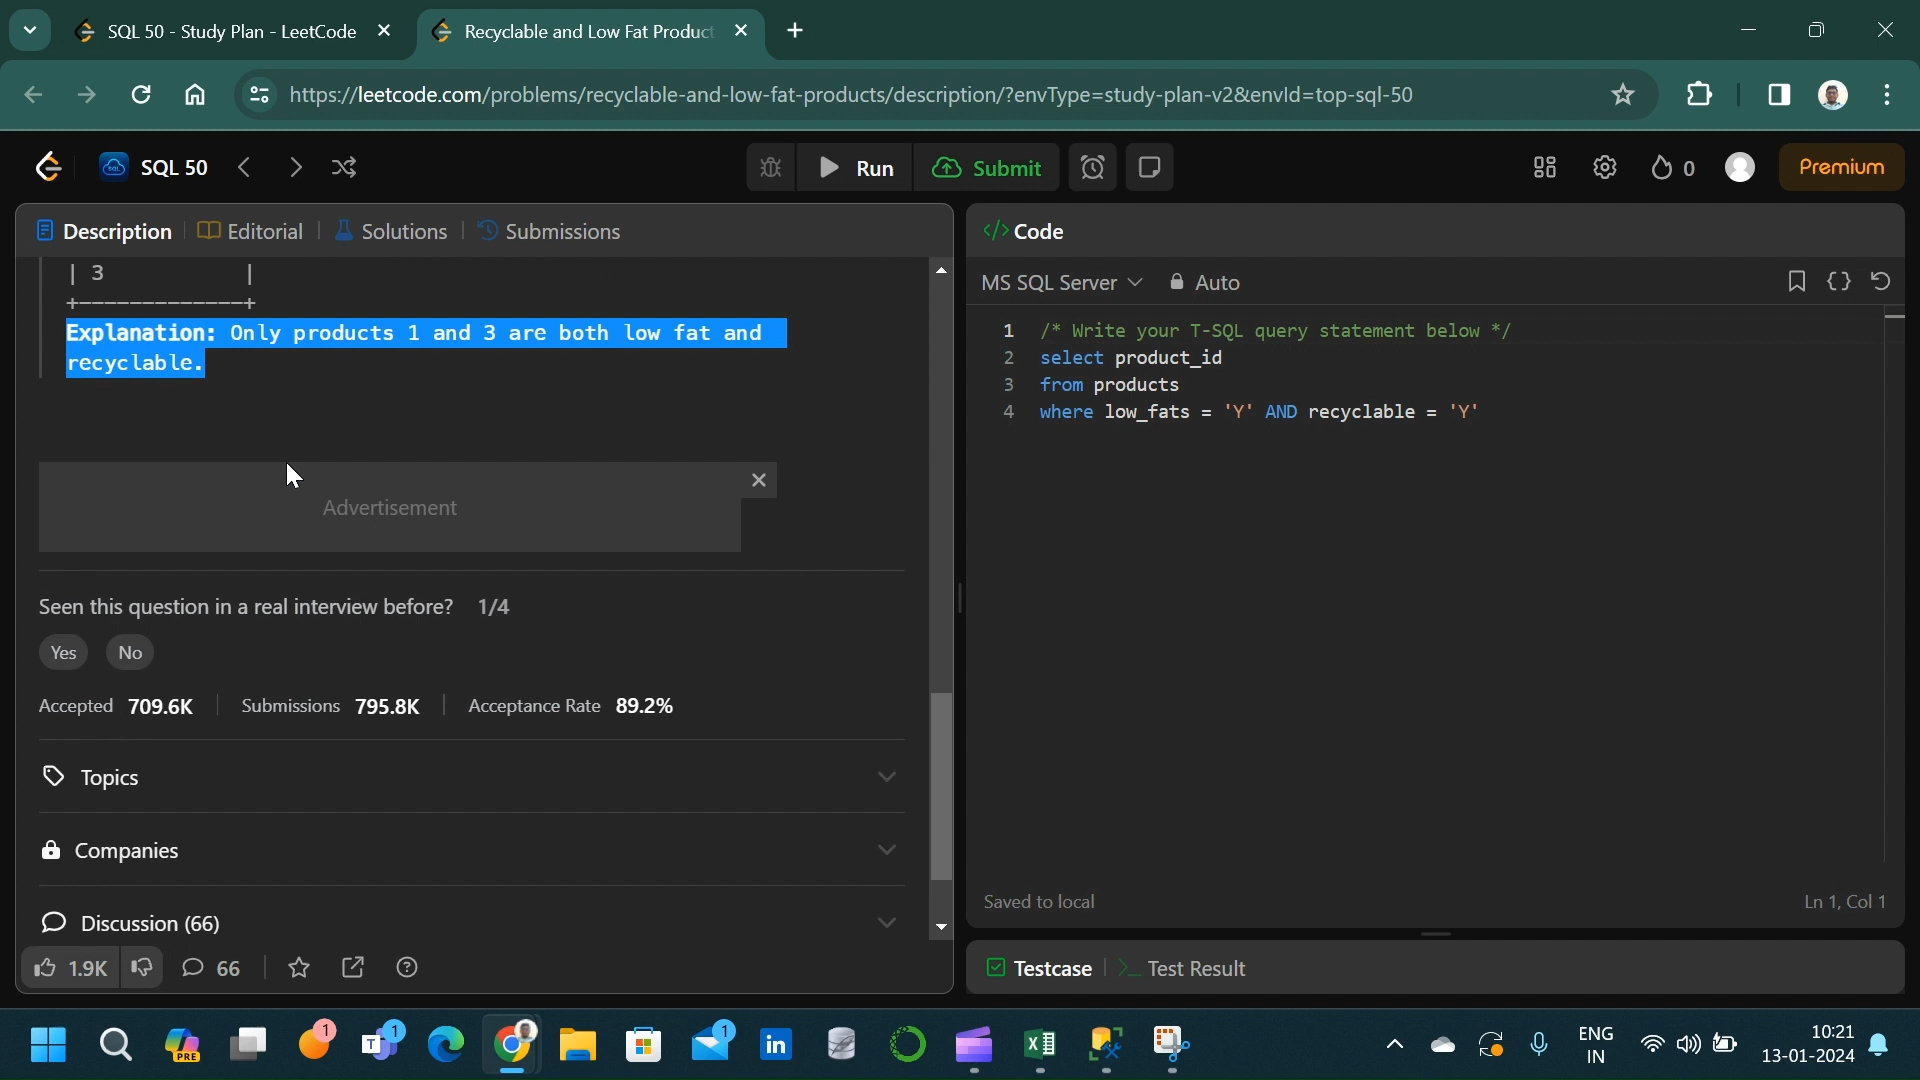 SQL 50 - Study Plan - LeetCode
Recyclable and Low Fat Product
https://leetcode.com/problems/recyclable-and-low-fat-products/description/?envType=study-plan-v2&envId=top-sql-50
SQL 50
Run
Submit
0
Premium
Description
Editorial
Solutions
Submissions
| 3 |
+-------------+
Explanation: Only products 1 and 3 are both low fat and
recyclable.
Advertisement
Seen this question in a real interview before? 1/4
Yes
No
Accepted 709.6K
Submissions 795.8K
Acceptance Rate 89.2%
Topics
Companies
Discussion (66)
1.9K
66
</> Code
MS SQL Server
Auto
1 /* Write your T-SQL query statement below */
2 select product_id
3 from products
4 where low_fats = 'Y' AND recyclable = 'Y'
Saved to local
Ln 1, Col 1
Testcase
Test Result
PRE
1
T 1
1
in
ENG
IN
10:21
13-01-2024